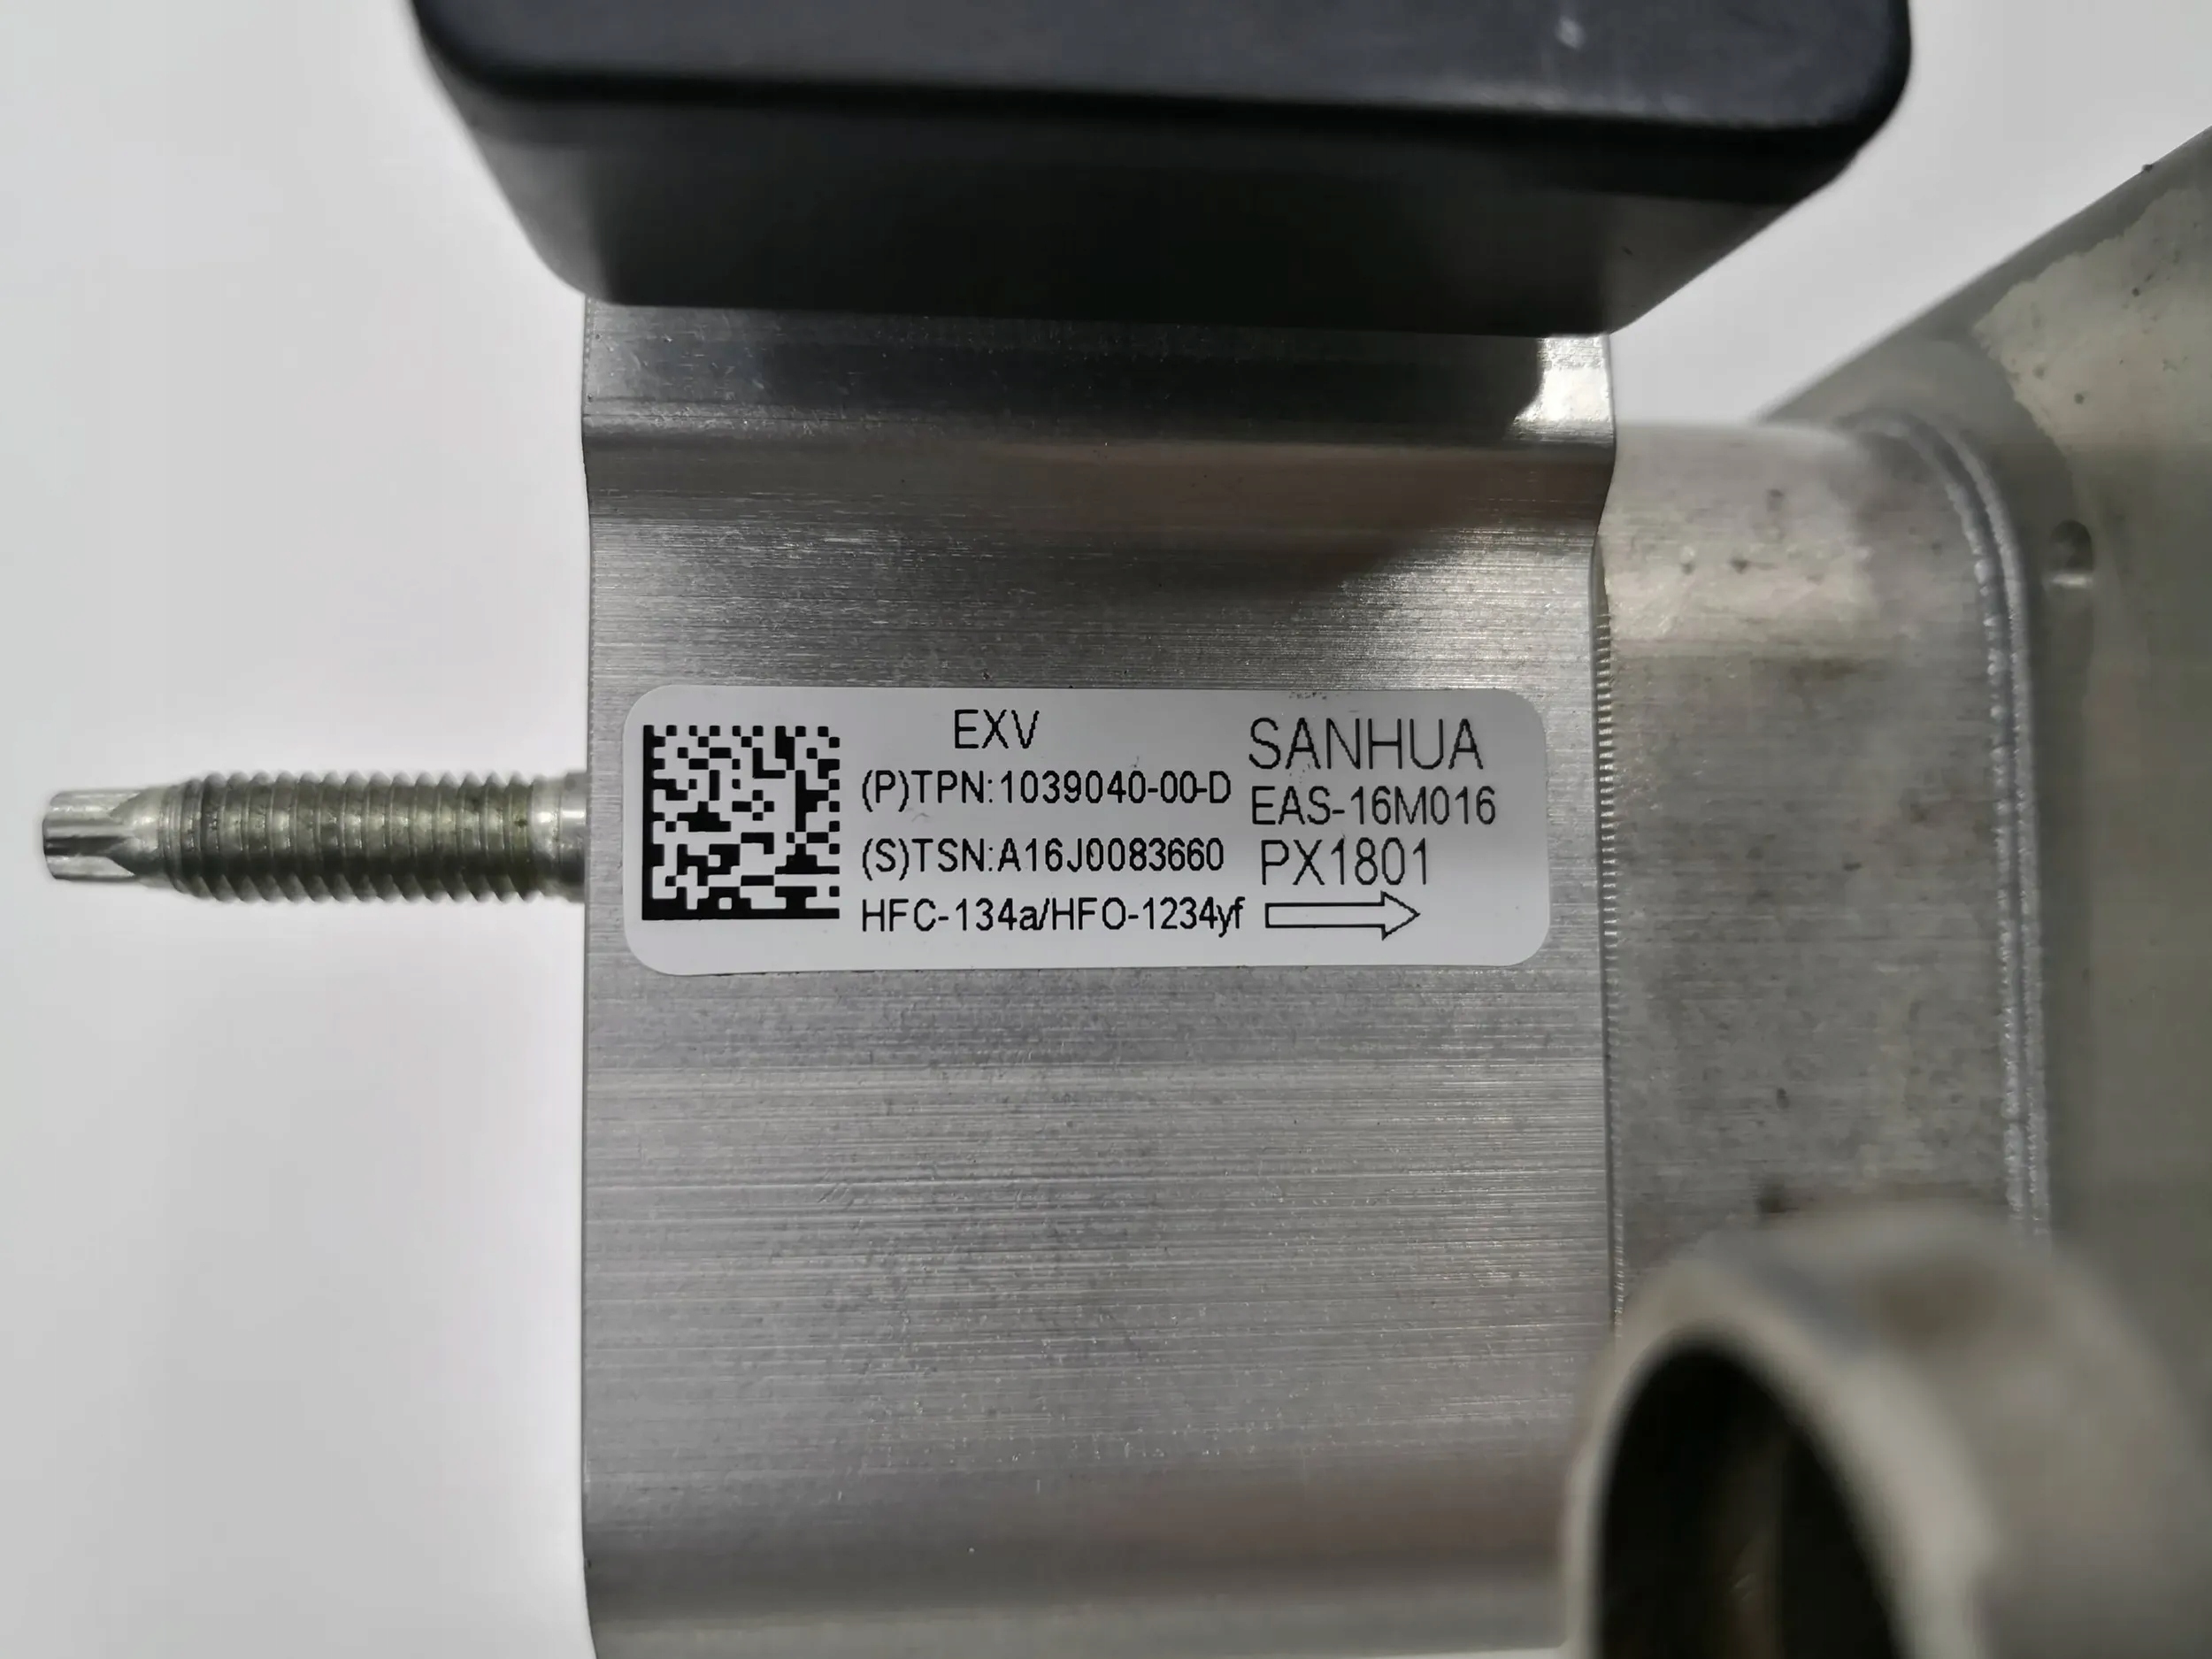 EXV
(P)TPN:1039040-00-D
(S)TSN:A16J0083660
HFC-134a/HFO-1234yf
SANHUA
EAS-16M016
PX1801